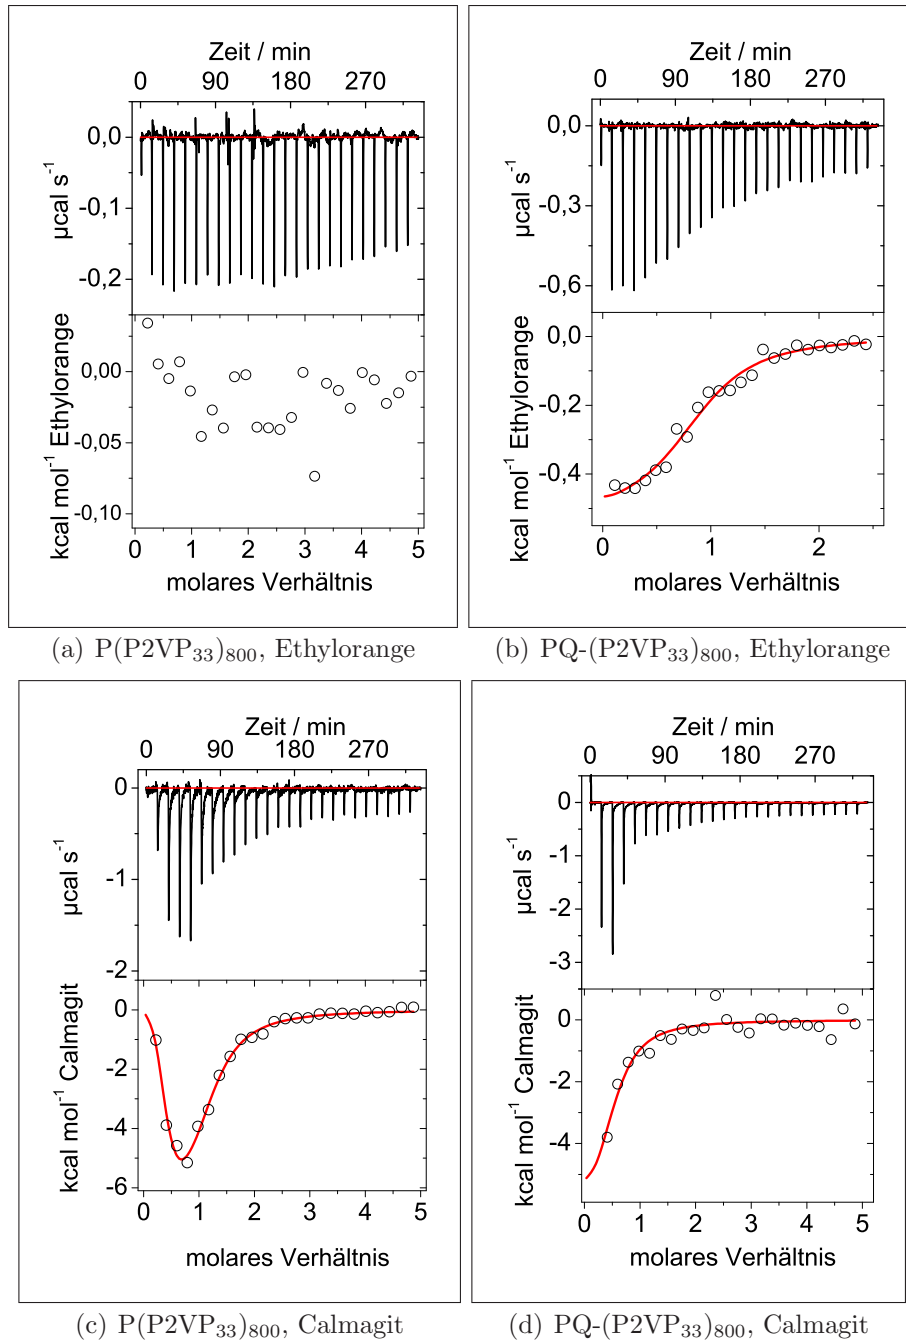 Zeit / min
0 90 180 270
0,0
-0,1
-0,2
µcal s⁻¹
0,00
-0,05
-0,10
kcal mol⁻¹ Ethylorange
0 1 2 3 4 5
molares Verhältnis
(a) P(P2VP₃₃)₈₀₀, Ethylorange
Zeit / min
0 90 180 270
0,0
-0,3
-0,6
µcal s⁻¹
0,0
-0,2
-0,4
kcal mol⁻¹ Ethylorange
0 1 2
molares Verhältnis
(b) PQ-(P2VP₃₃)₈₀₀, Ethylorange
Zeit / min
0 90 180 270
0
-1
-2
µcal s⁻¹
0
-2
-4
-6
kcal mol⁻¹ Calmagit
0 1 2 3 4 5
molares Verhältnis
(c) P(P2VP₃₃)₈₀₀, Calmagit
Zeit / min
0 90 180 270
0
-1
-2
-3
µcal s⁻¹
0
-2
-4
kcal mol⁻¹ Calmagit
0 1 2 3 4 5
molares Verhältnis
(d) PQ-(P2VP₃₃)₈₀₀, Calmagit